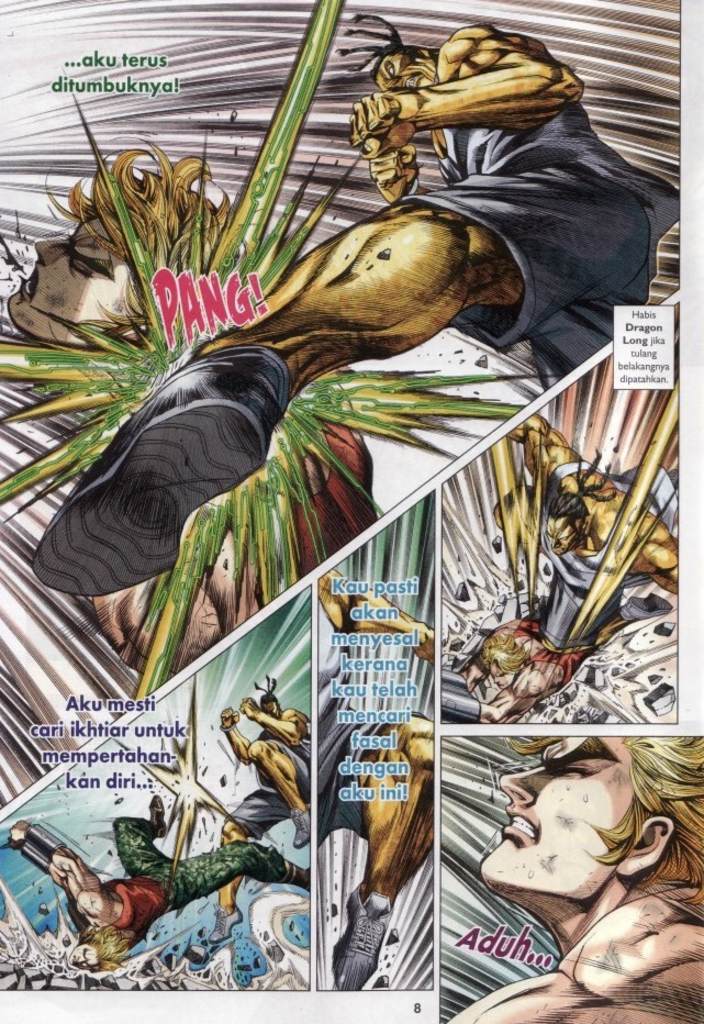 ...aku terus
ditumbuknya!
PANG!
Habis
Dragon
Long jika
tulang
belakangnya
dipatahkan.
Kau pasti
akan
menyesal
kerana
kau telah
mencari
fasal
dengan
aku ini!
Aku mesti
cari ikhtiar untuk
mempertahan-
kan diri...
Aduh...
8